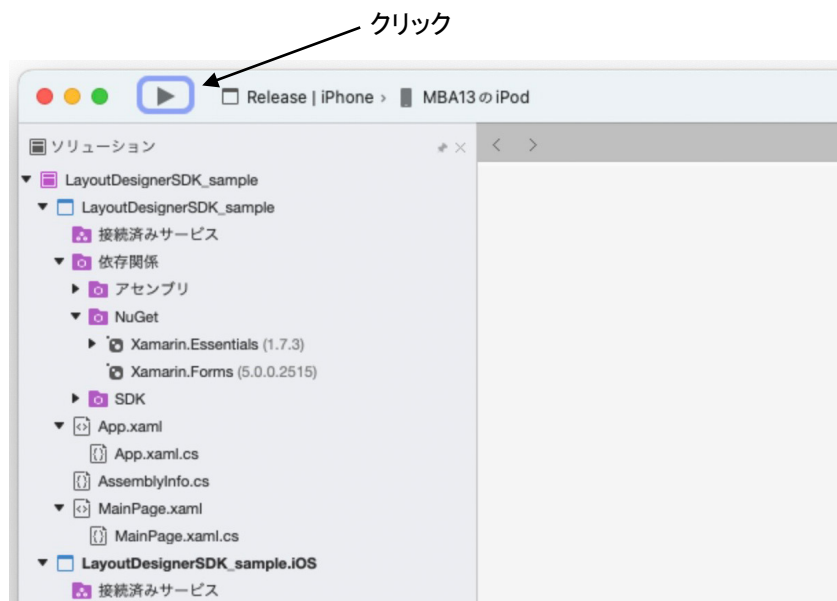 クリック
Release | iPhone › MBA13 の iPod
ソリューション
LayoutDesignerSDK_sample
LayoutDesignerSDK_sample
接続済みサービス
依存関係
アセンブリ
NuGet
Xamarin.Essentials (1.7.3)
Xamarin.Forms (5.0.0.2515)
SDK
App.xaml
App.xaml.cs
AssemblyInfo.cs
MainPage.xaml
MainPage.xaml.cs
LayoutDesignerSDK_sample.iOS
接続済みサービス